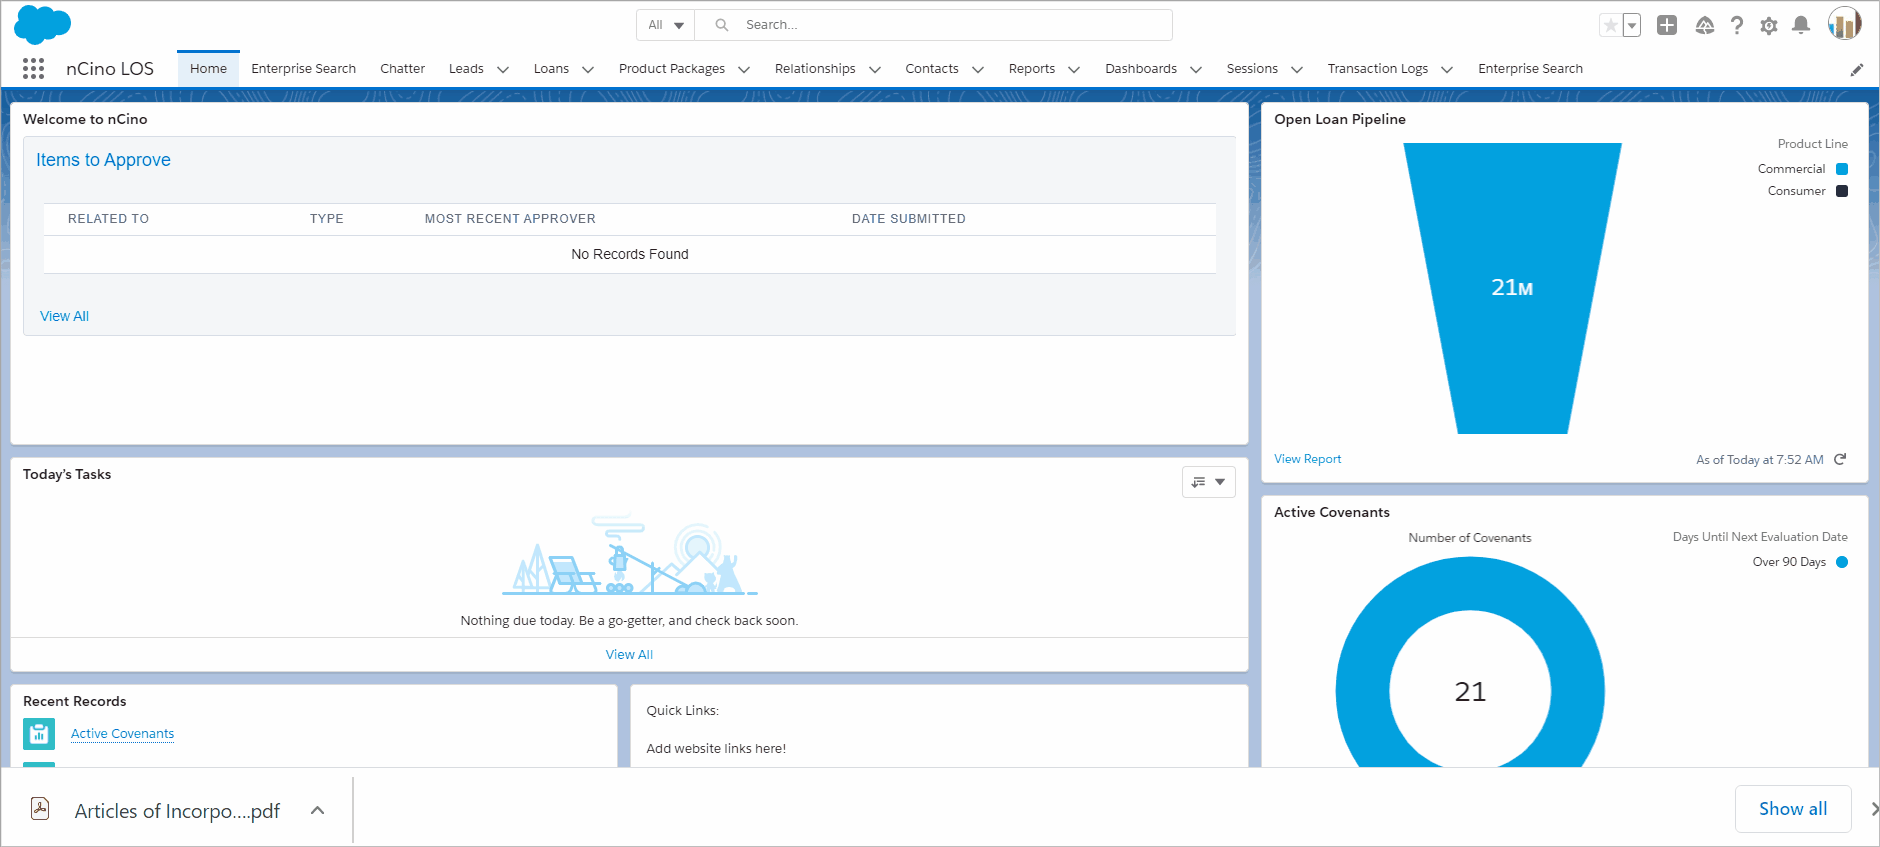 All
Search...
nCino LOS
Home
Enterprise Search
Chatter
Leads
Loans
Product Packages
Relationships
Contacts
Reports
Dashboards
Sessions
Transaction Logs
Enterprise Search
Welcome to nCino
Items to Approve
RELATED TO
TYPE
MOST RECENT APPROVER
DATE SUBMITTED
No Records Found
View All
Open Loan Pipeline
Product Line
Commercial
Consumer
21M
View Report
As of Today at 7:52 AM
Today's Tasks
Nothing due today. Be a go-getter, and check back soon.
View All
Active Covenants
Number of Covenants
Days Until Next Evaluation Date
Over 90 Days
21
Recent Records
Active Covenants
Quick Links:
Add website links here!
Articles of Incorpo....pdf
Show all